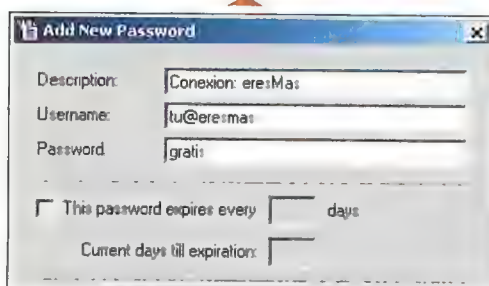 Add New Password
Description: Conexion: eresMas
Username: tu@eresmas
Password gratis
This password expires every days
Current days till expiration: